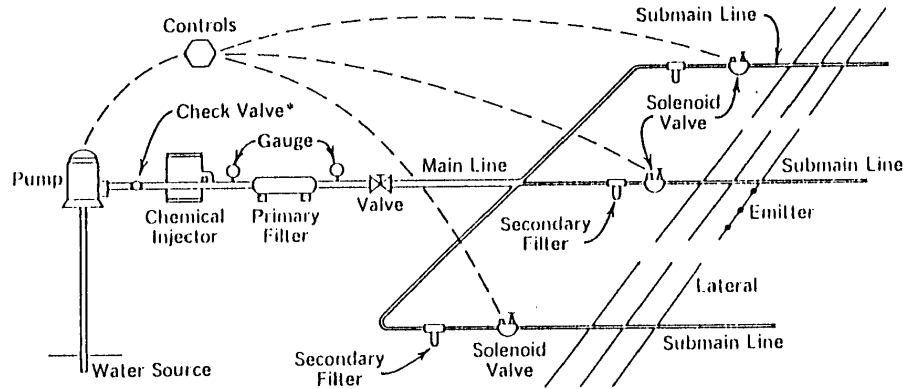 Submain Line
Controls
Check Valve*
Solenoid
Valve
Gauge
Main Line
Submain Line
Pump
Valve
Chemical
Injector
Primary
Filter
Secondary
Filter
Emitter
Lateral
Water Source
Secondary
Filter
Solenoid
Valve
Submain Line